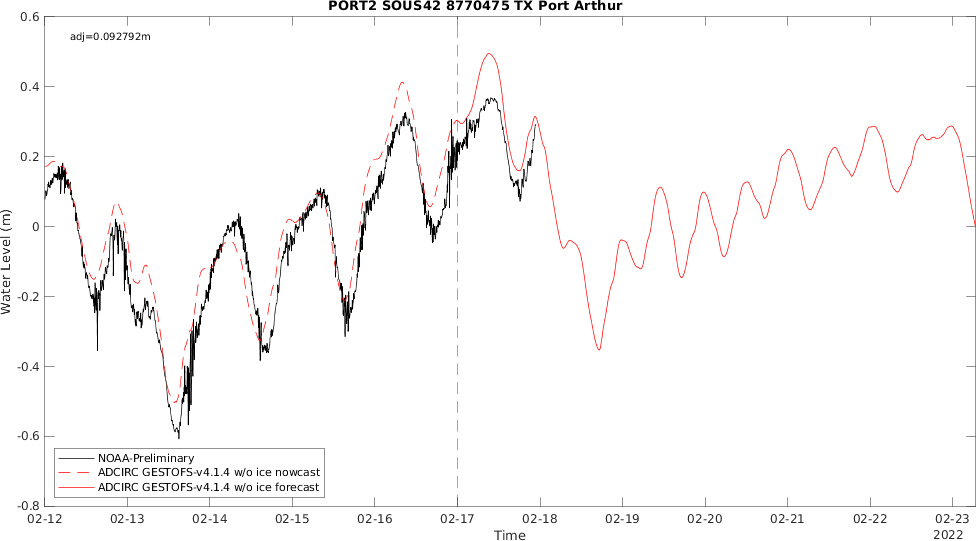 PORT2 SOUS42 8770475 TX Port Arthur
adj=0.092792m
0.6
0.4
0.2
0
-0.2
-0.4
-0.6
-0.8
Water Level (m)
NOAA-Preliminary
ADCIRC GESTOFS-v4.1.4 w/o ice nowcast
ADCIRC GESTOFS-v4.1.4 w/o ice forecast
02-12 02-13 02-14 02-15 02-16 02-17 02-18 02-19 02-20 02-21 02-22 02-23
2022
Time